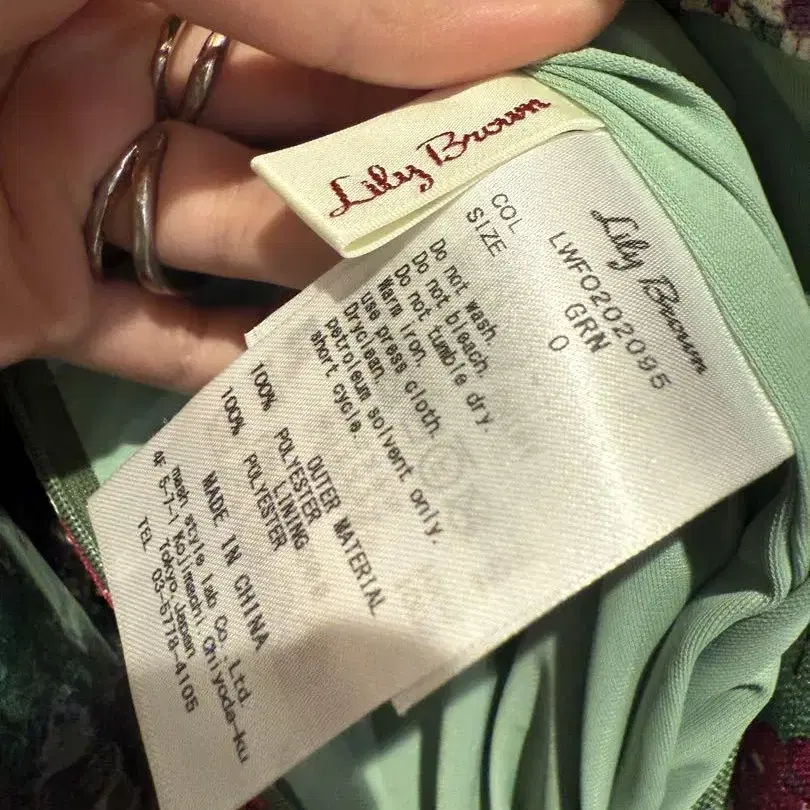 Lily Brown
Lily Brown
LWFO202095
COL GRN
SIZE 0
Do not wash.
Do not bleach.
Do not tumble dry.
Warm iron.
use press cloth.
Dryclean.
petroleum solvent only.
short cycle.
OUTER MATERIAL
100% POLYESTER
LINING
100% POLYESTER
MADE IN CHINA
mash style lab Co.,Ltd.
4F 5-7-1 Kojimachi Chiyoda-ku
Tokyo,Japan
TEL 03-5778-4105